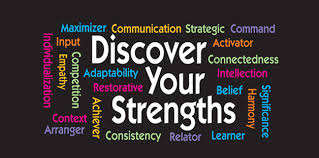 Maximizer Communication Strategic Command
Individualization
Input
Empathy
Competition
Discover
Activator
Connectedness
Adaptability
Your
Intellection
Restorative
Belief
Harmony
Significance
Context
Arranger
Achiever
Strengths
Consistency Relator Learner